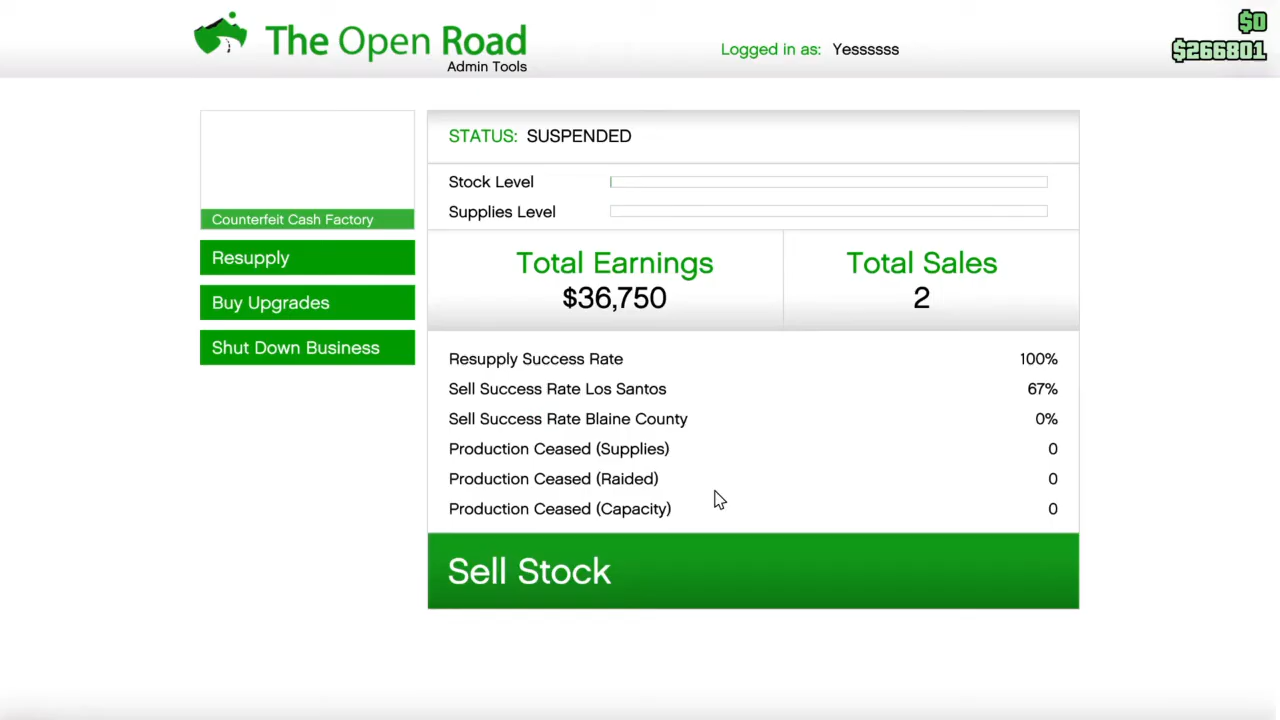 The Open Road
Admin Tools
Logged in as: Yessssss
$0
$266801
Counterfeit Cash Factory
Resupply
Buy Upgrades
Shut Down Business
STATUS: SUSPENDED
Stock Level
Supplies Level
Total Earnings
$36,750
Total Sales
2
Resupply Success Rate 100%
Sell Success Rate Los Santos 67%
Sell Success Rate Blaine County 0%
Production Ceased (Supplies) 0
Production Ceased (Raided) 0
Production Ceased (Capacity) 0
Sell Stock